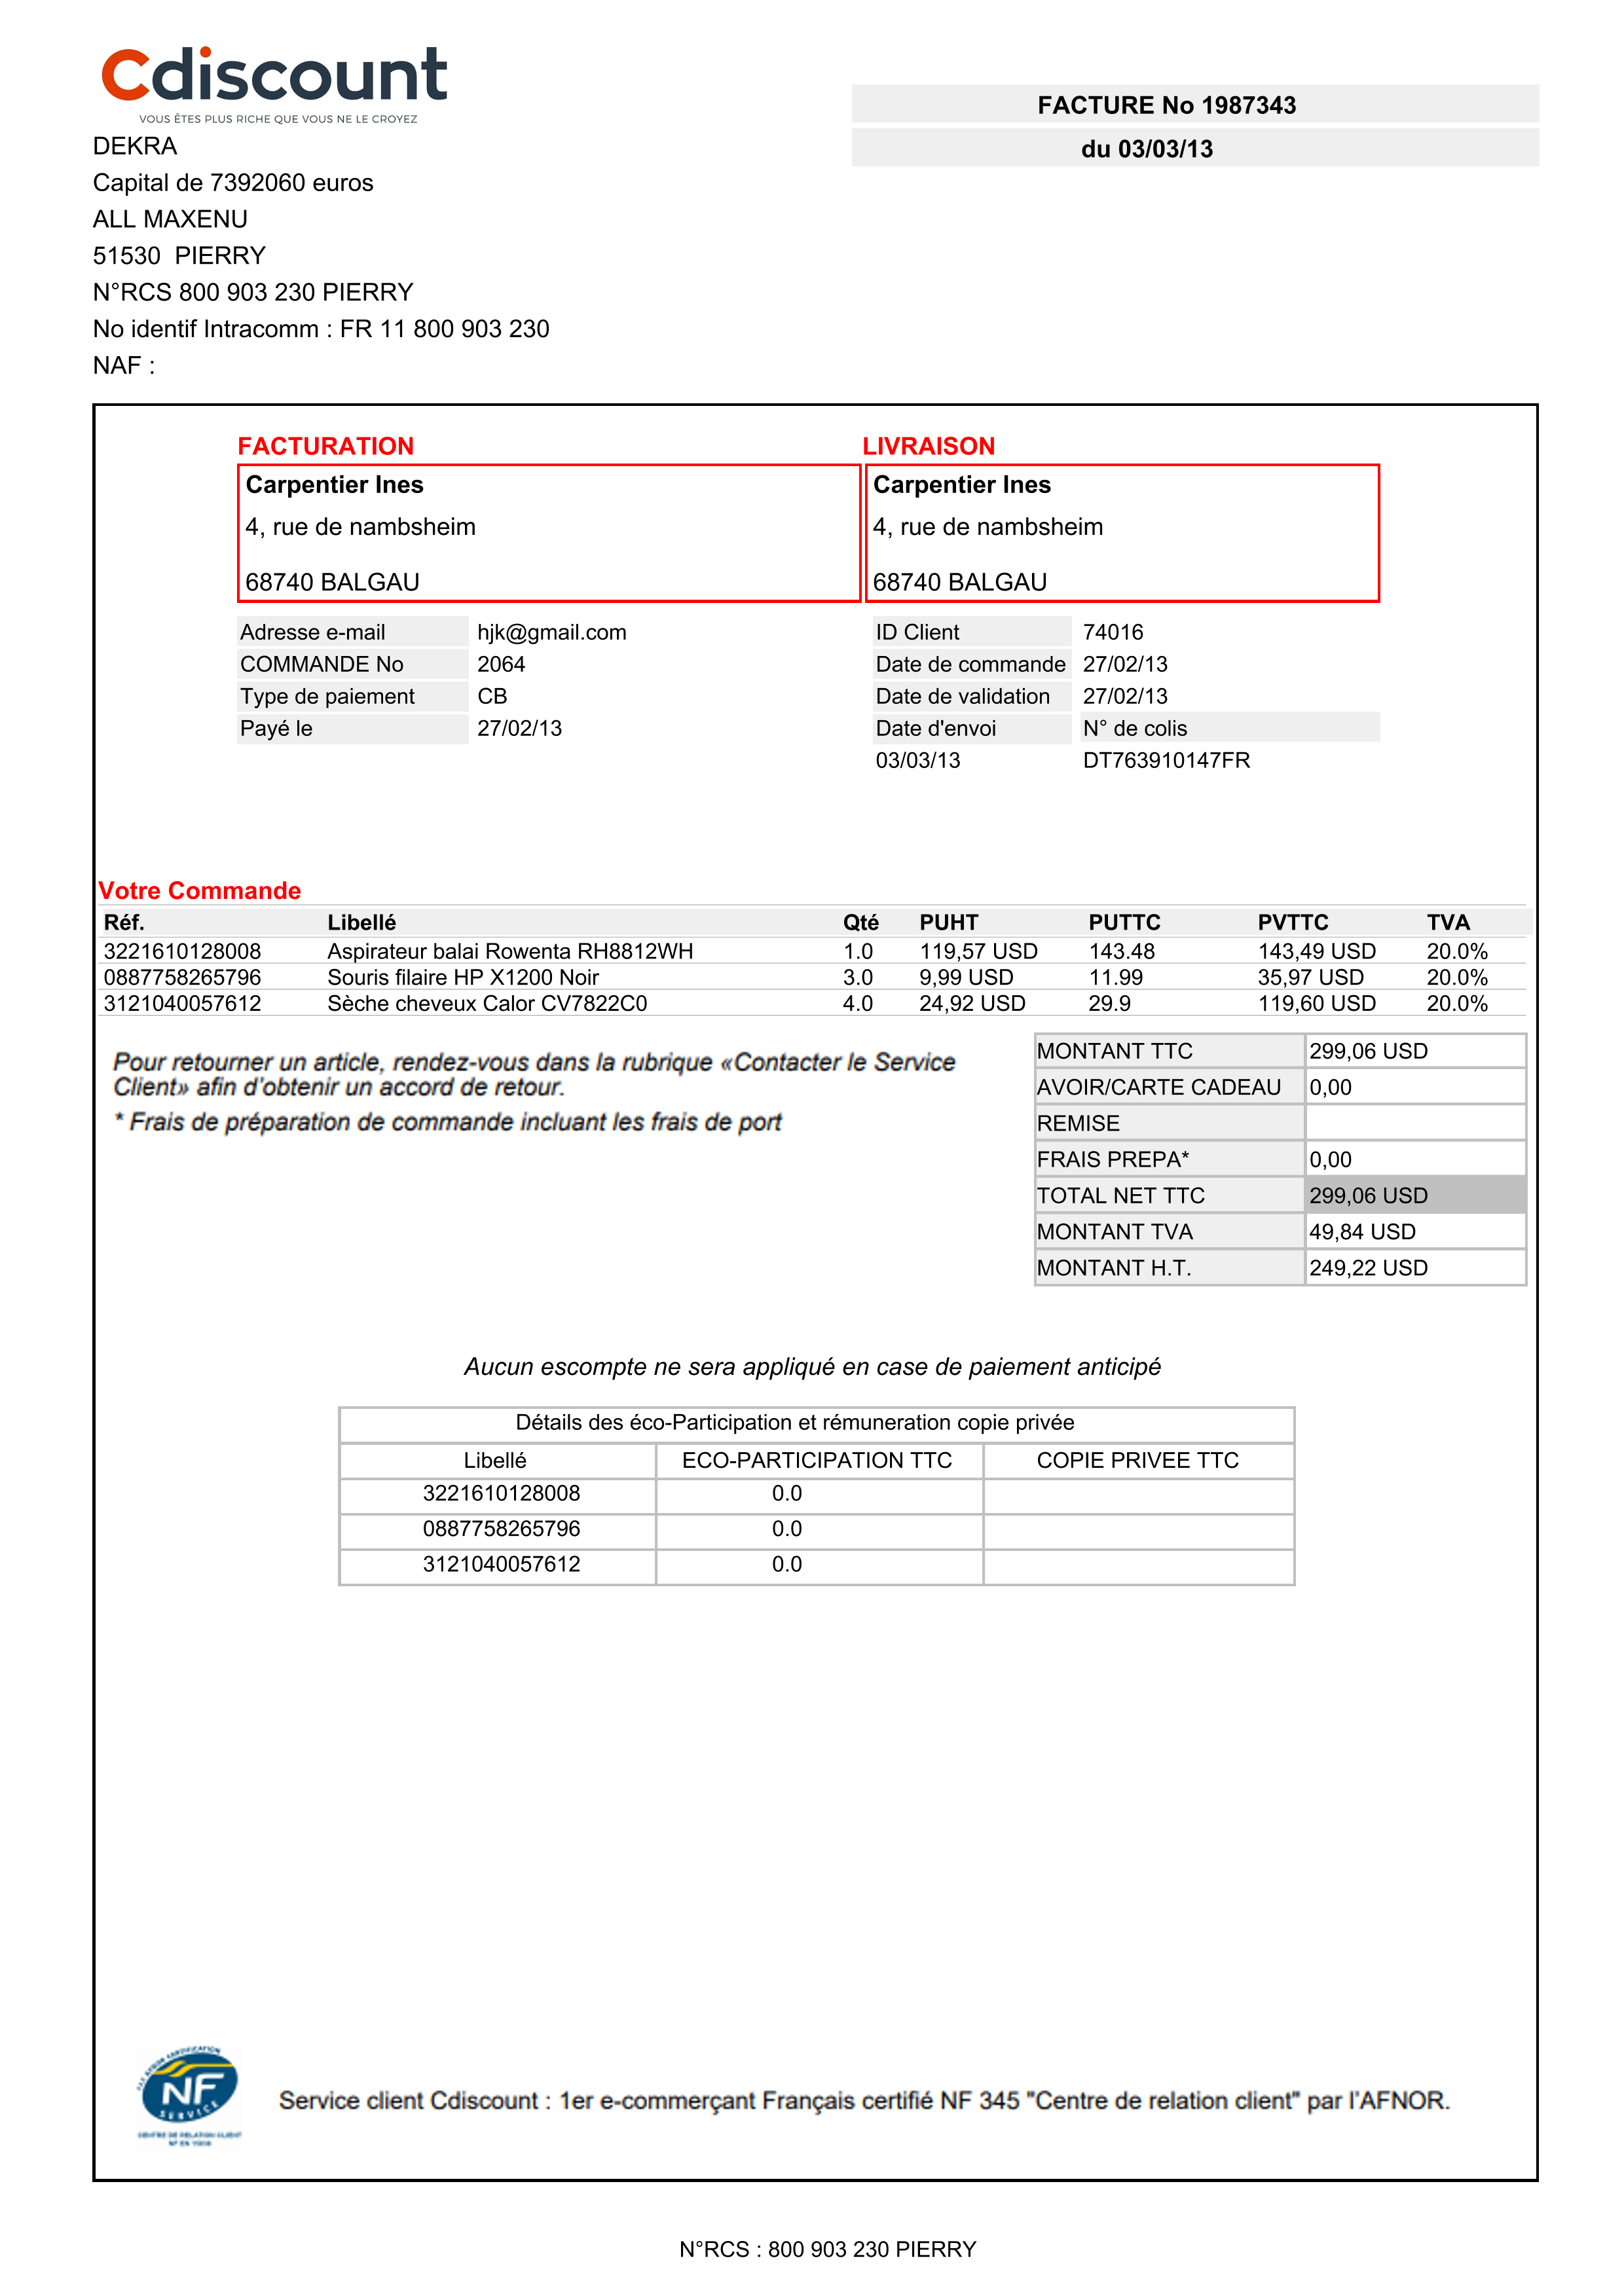 Cdiscount
VOUS ÊTES PLUS RICHE QUE VOUS NE LE CROYEZ
FACTURE No 1987343
du 03/03/13
DEKRA
Capital de 7392060 euros
ALL MAXENU
51530 PIERRY
N°RCS 800 903 230 PIERRY
No identif Intracomm : FR 11 800 903 230
NAF :
FACTURATION LIVRAISON
Carpentier Ines Carpentier Ines
4, rue de nambsheim 4, rue de nambsheim
68740 BALGAU 68740 BALGAU
Adresse e-mail hjk@gmail.com ID Client 74016
COMMANDE No 2064 Date de commande 27/02/13
Type de paiement CB Date de validation 27/02/13
Payé le 27/02/13 Date d'envoi N° de colis
03/03/13 DT763910147FR
Votre Commande
Réf. Libellé Qté PUHT PUTTC PVTTC TVA
3221610128008 Aspirateur balai Rowenta RH8812WH 1.0 119,57 USD 143.48 143,49 USD 20.0%
0887758265796 Souris filaire HP X1200 Noir 3.0 9,99 USD 11.99 35,97 USD 20.0%
3121040057612 Sèche cheveux Calor CV7822C0 4.0 24,92 USD 29.9 119,60 USD 20.0%
Pour retourner un article, rendez-vous dans la rubrique «Contacter le Service
Client» afin d'obtenir un accord de retour.
* Frais de préparation de commande incluant les frais de port
MONTANT TTC 299,06 USD
AVOIR/CARTE CADEAU 0,00
REMISE
FRAIS PREPA* 0,00
TOTAL NET TTC 299,06 USD
MONTANT TVA 49,84 USD
MONTANT H.T. 249,22 USD
Aucun escompte ne sera appliqué en case de paiement anticipé
Détails des éco-Participation et rémuneration copie privée
Libellé ECO-PARTICIPATION TTC COPIE PRIVEE TTC
3221610128008 0.0
0887758265796 0.0
3121040057612 0.0
NF
SERVICE
CENTRE DE RELATION CLIENT
Service client Cdiscount : 1er e-commerçant Français certifié NF 345 "Centre de relation client" par l'AFNOR.
N°RCS : 800 903 230 PIERRY